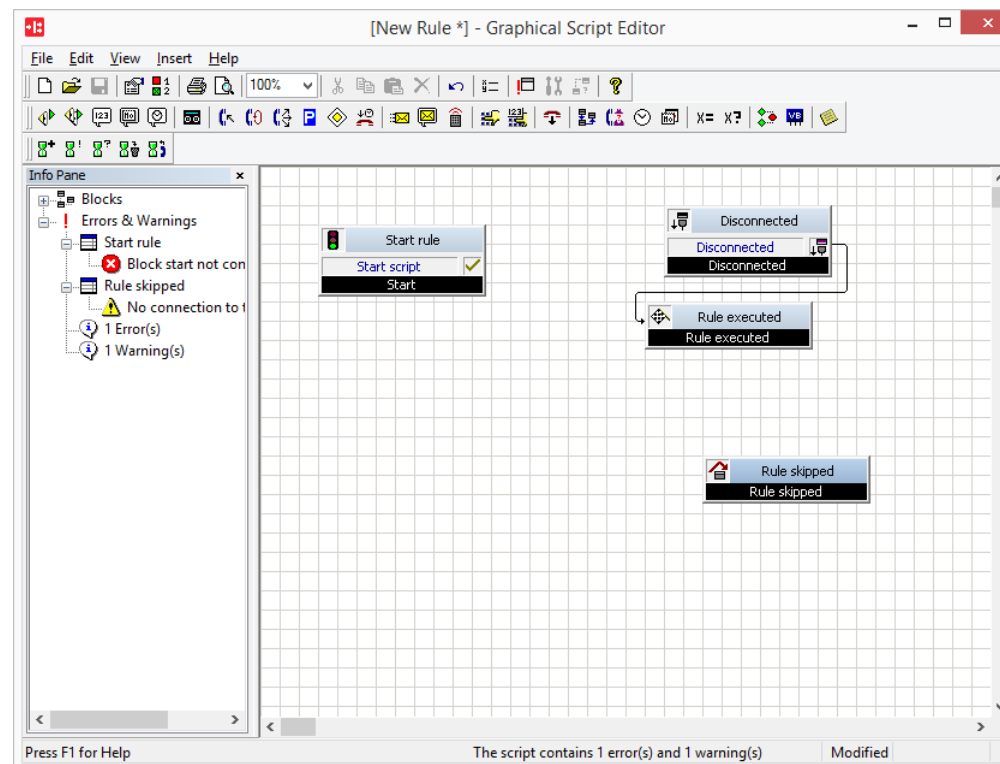 [New Rule *] - Graphical Script Editor
File Edit View Insert Help
100%
Info Pane
Blocks
Errors & Warnings
Start rule
Block start not con
Rule skipped
No connection to t
1 Error(s)
1 Warning(s)
Start rule
Start script
Start
Disconnected
Disconnected
Disconnected
Rule executed
Rule executed
Rule skipped
Rule skipped
Press F1 for Help
The script contains 1 error(s) and 1 warning(s)
Modified